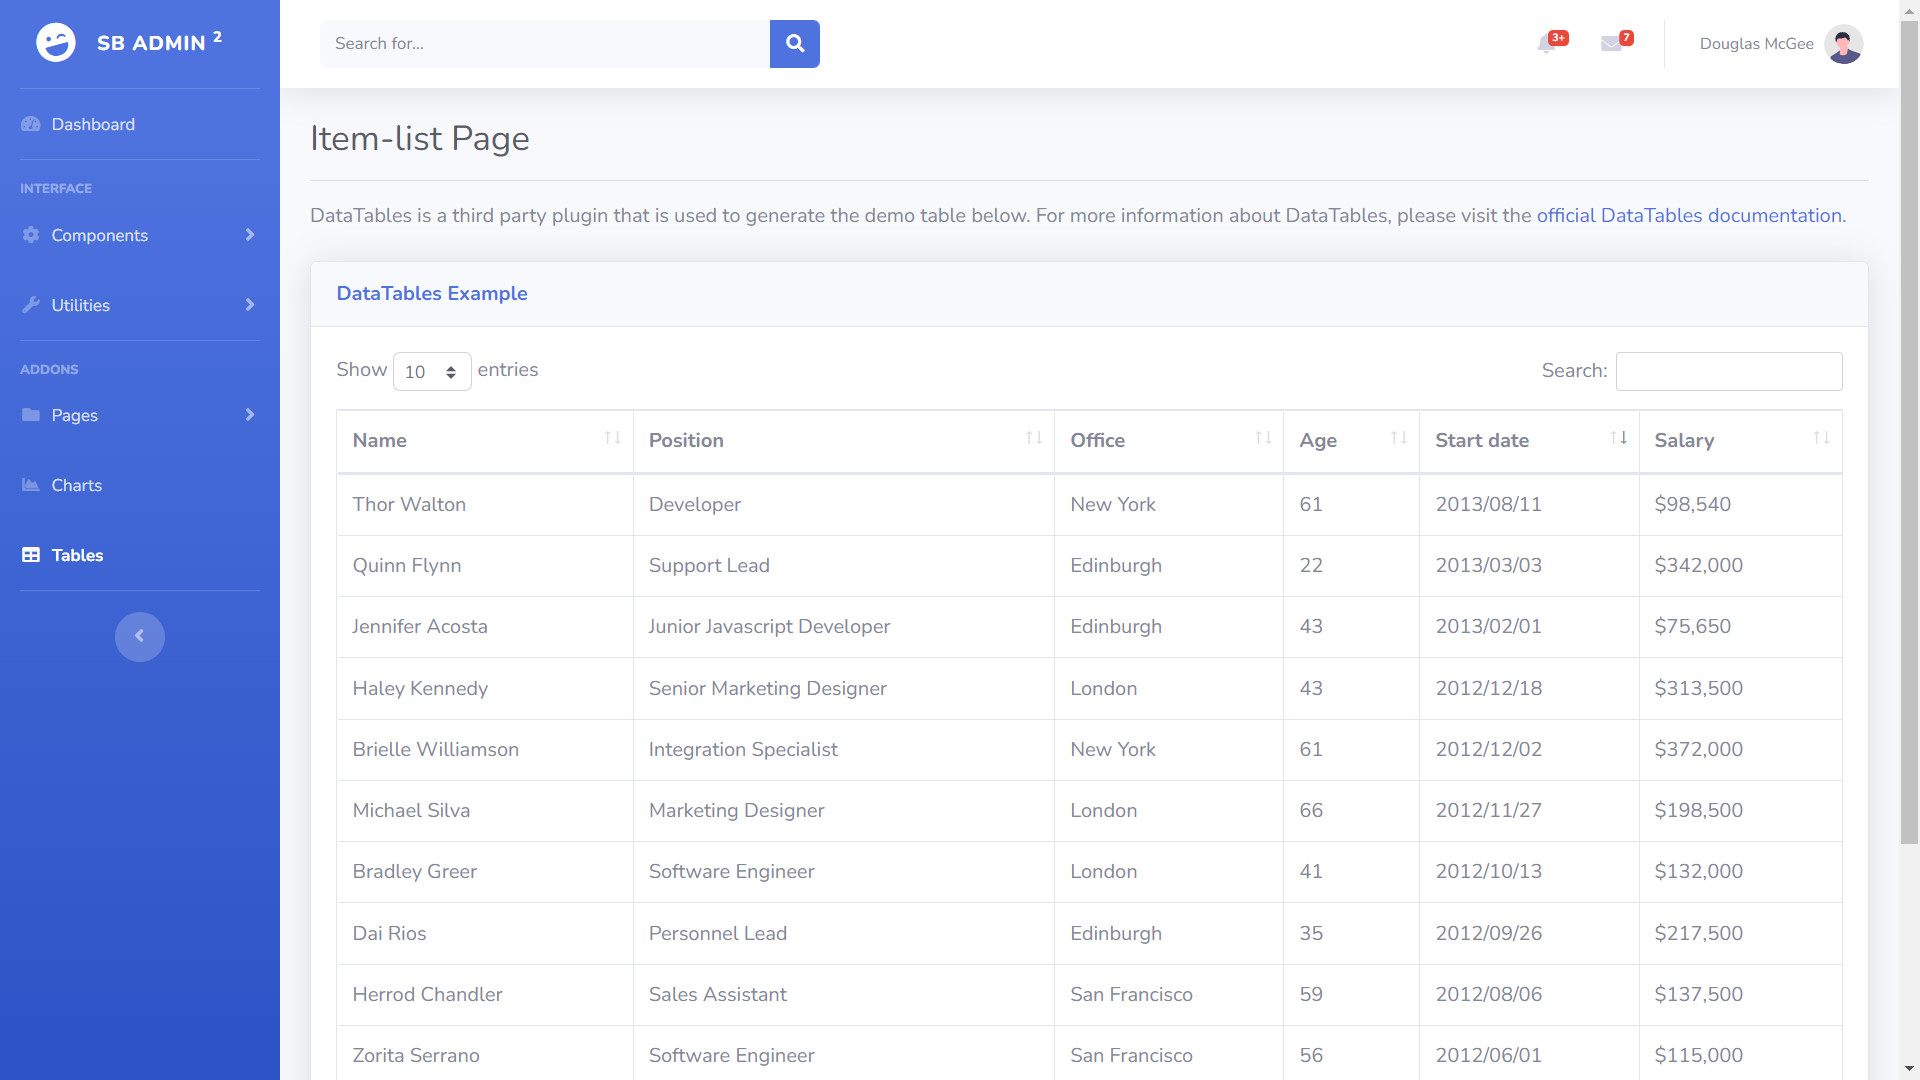 SB ADMIN 2
Search for...
3+
7
Douglas McGee
Dashboard
INTERFACE
Components
Utilities
ADDONS
Pages
Charts
Tables
Item-list Page
DataTables is a third party plugin that is used to generate the demo table below. For more information about DataTables, please visit the official DataTables documentation.
DataTables Example
Show 10 entries
Search:
Name Position Office Age Start date Salary
Thor Walton Developer New York 61 2013/08/11 $98,540
Quinn Flynn Support Lead Edinburgh 22 2013/03/03 $342,000
Jennifer Acosta Junior Javascript Developer Edinburgh 43 2013/02/01 $75,650
Haley Kennedy Senior Marketing Designer London 43 2012/12/18 $313,500
Brielle Williamson Integration Specialist New York 61 2012/12/02 $372,000
Michael Silva Marketing Designer London 66 2012/11/27 $198,500
Bradley Greer Software Engineer London 41 2012/10/13 $132,000
Dai Rios Personnel Lead Edinburgh 35 2012/09/26 $217,500
Herrod Chandler Sales Assistant San Francisco 59 2012/08/06 $137,500
Zorita Serrano Software Engineer San Francisco 56 2012/06/01 $115,000